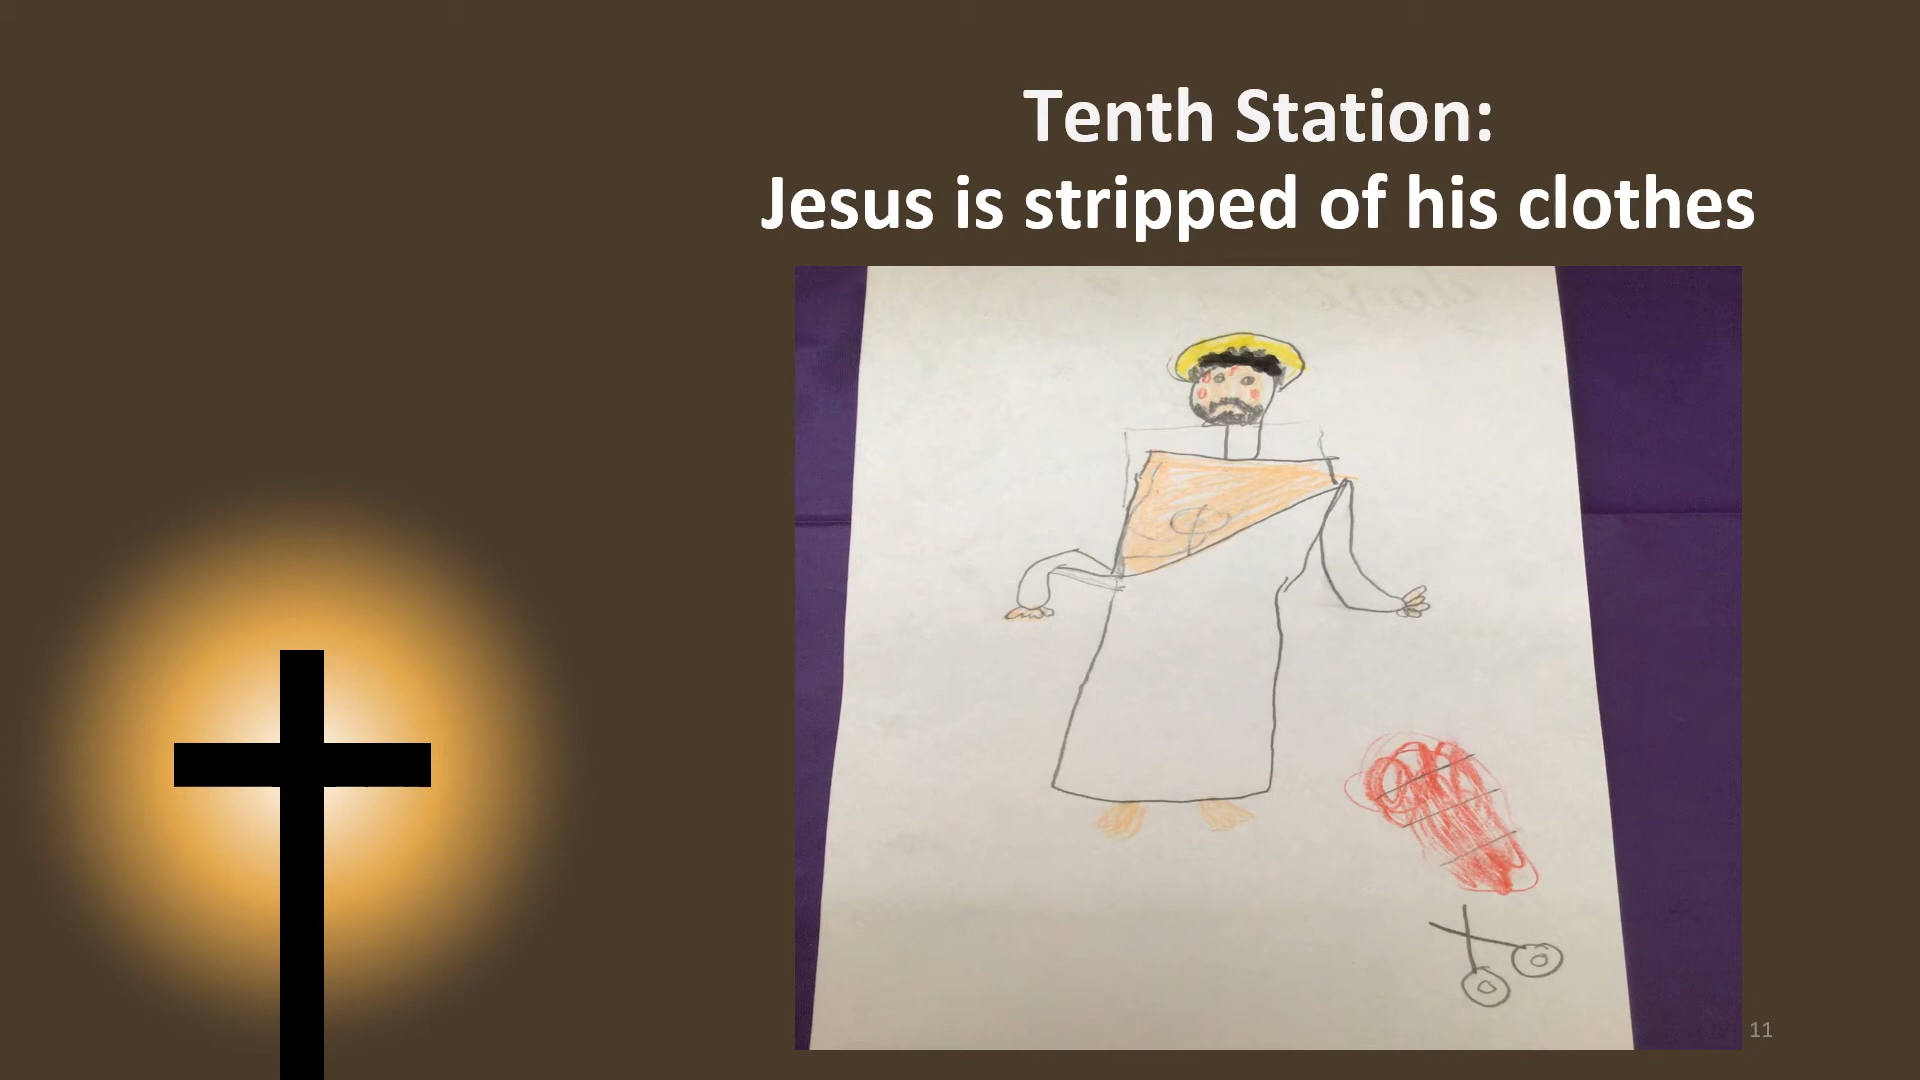 Tenth Station:
Jesus is stripped of his clothes
11